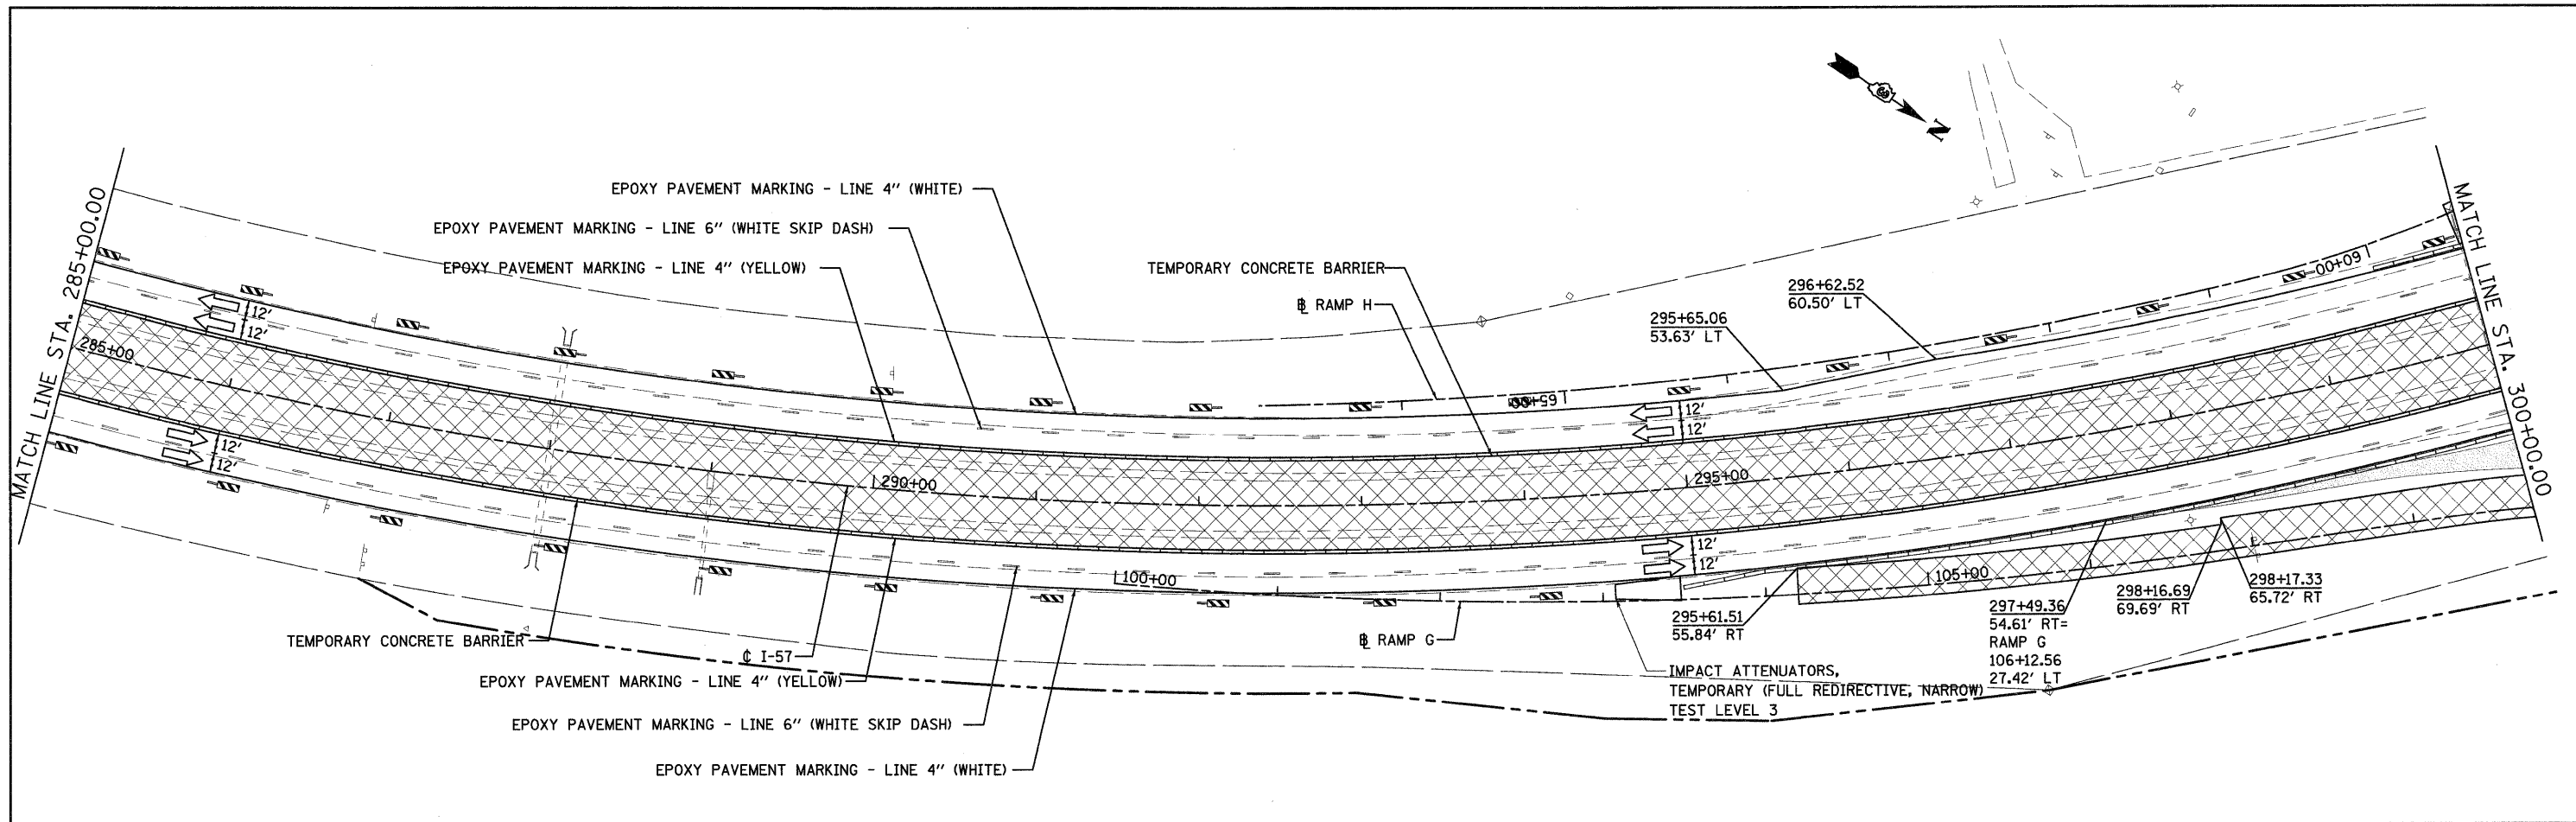 N
EPOXY PAVEMENT MARKING - LINE 4" (WHITE)
EPOXY PAVEMENT MARKING - LINE 6" (WHITE SKIP DASH)
EPOXY PAVEMENT MARKING - LINE 4" (YELLOW)
TEMPORARY CONCRETE BARRIER
℄ RAMP H
296+62.52
60.50' LT
295+65.06
53.63' LT
MATCH LINE STA. 285+00.00
MATCH LINE STA. 300+00.00
60+00
65+00
12'
12'
12'
12'
285+00
290+00
295+00
12'
12'
12'
12'
100+00
105+00
TEMPORARY CONCRETE BARRIER
℄ I-57
EPOXY PAVEMENT MARKING - LINE 4" (YELLOW)
EPOXY PAVEMENT MARKING - LINE 6" (WHITE SKIP DASH)
EPOXY PAVEMENT MARKING - LINE 4" (WHITE)
℄ RAMP G
IMPACT ATTENUATORS,
TEMPORARY (FULL REDIRECTIVE, NARROW)
TEST LEVEL 3
295+61.51
55.84' RT
297+49.36
54.61' RT=
RAMP G
106+12.56
27.42' LT
298+16.69
69.69' RT
298+17.33
65.72' RT